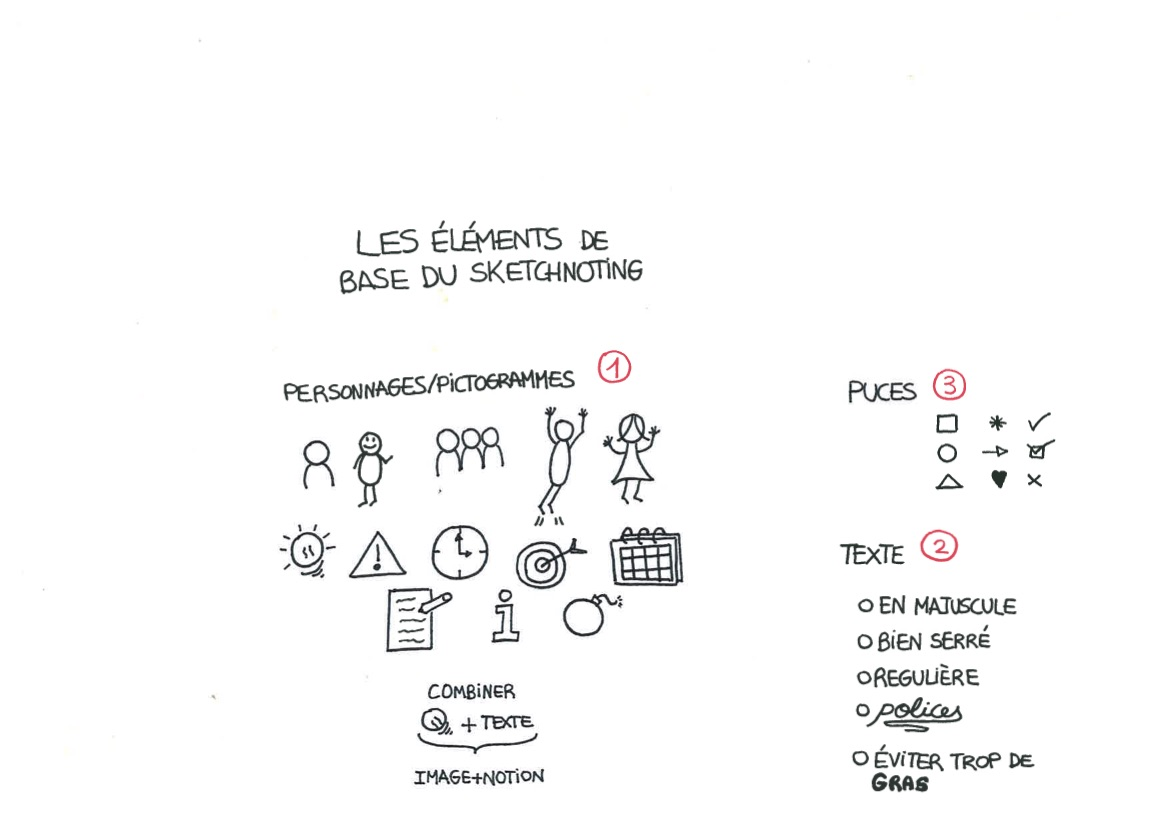 LES ÉLÉMENTS DE
BASE DU SKETCHNOTING
PERSONNAGES/PICTOGRAMMES 1
COMBINER
+ TEXTE
IMAGE+NOTION
PUCES 3
TEXTE 2
EN MAJUSCULE
BIEN SERRÉ
REGULIÈRE
polices
ÉVITER TROP DE
GRAS